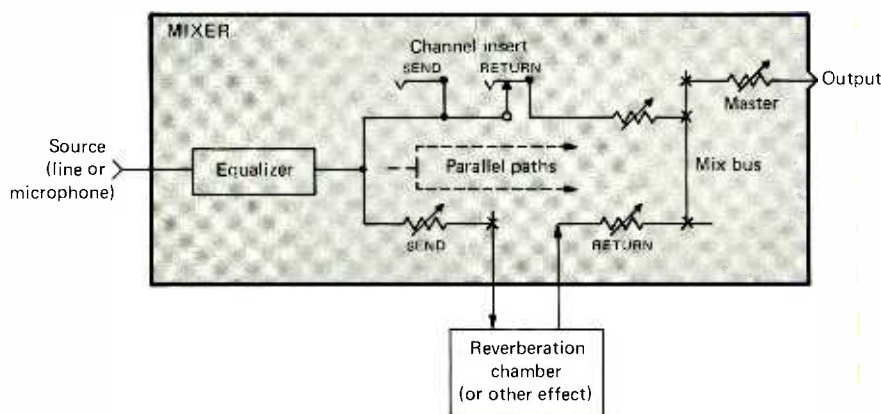 MIXER
Channel insert
SEND
RETURN
Output
Master
Source
(line or
microphone)
Equalizer
Parallel paths
Mix bus
SEND
RETURN
Reverberation
chamber
(or other effect)